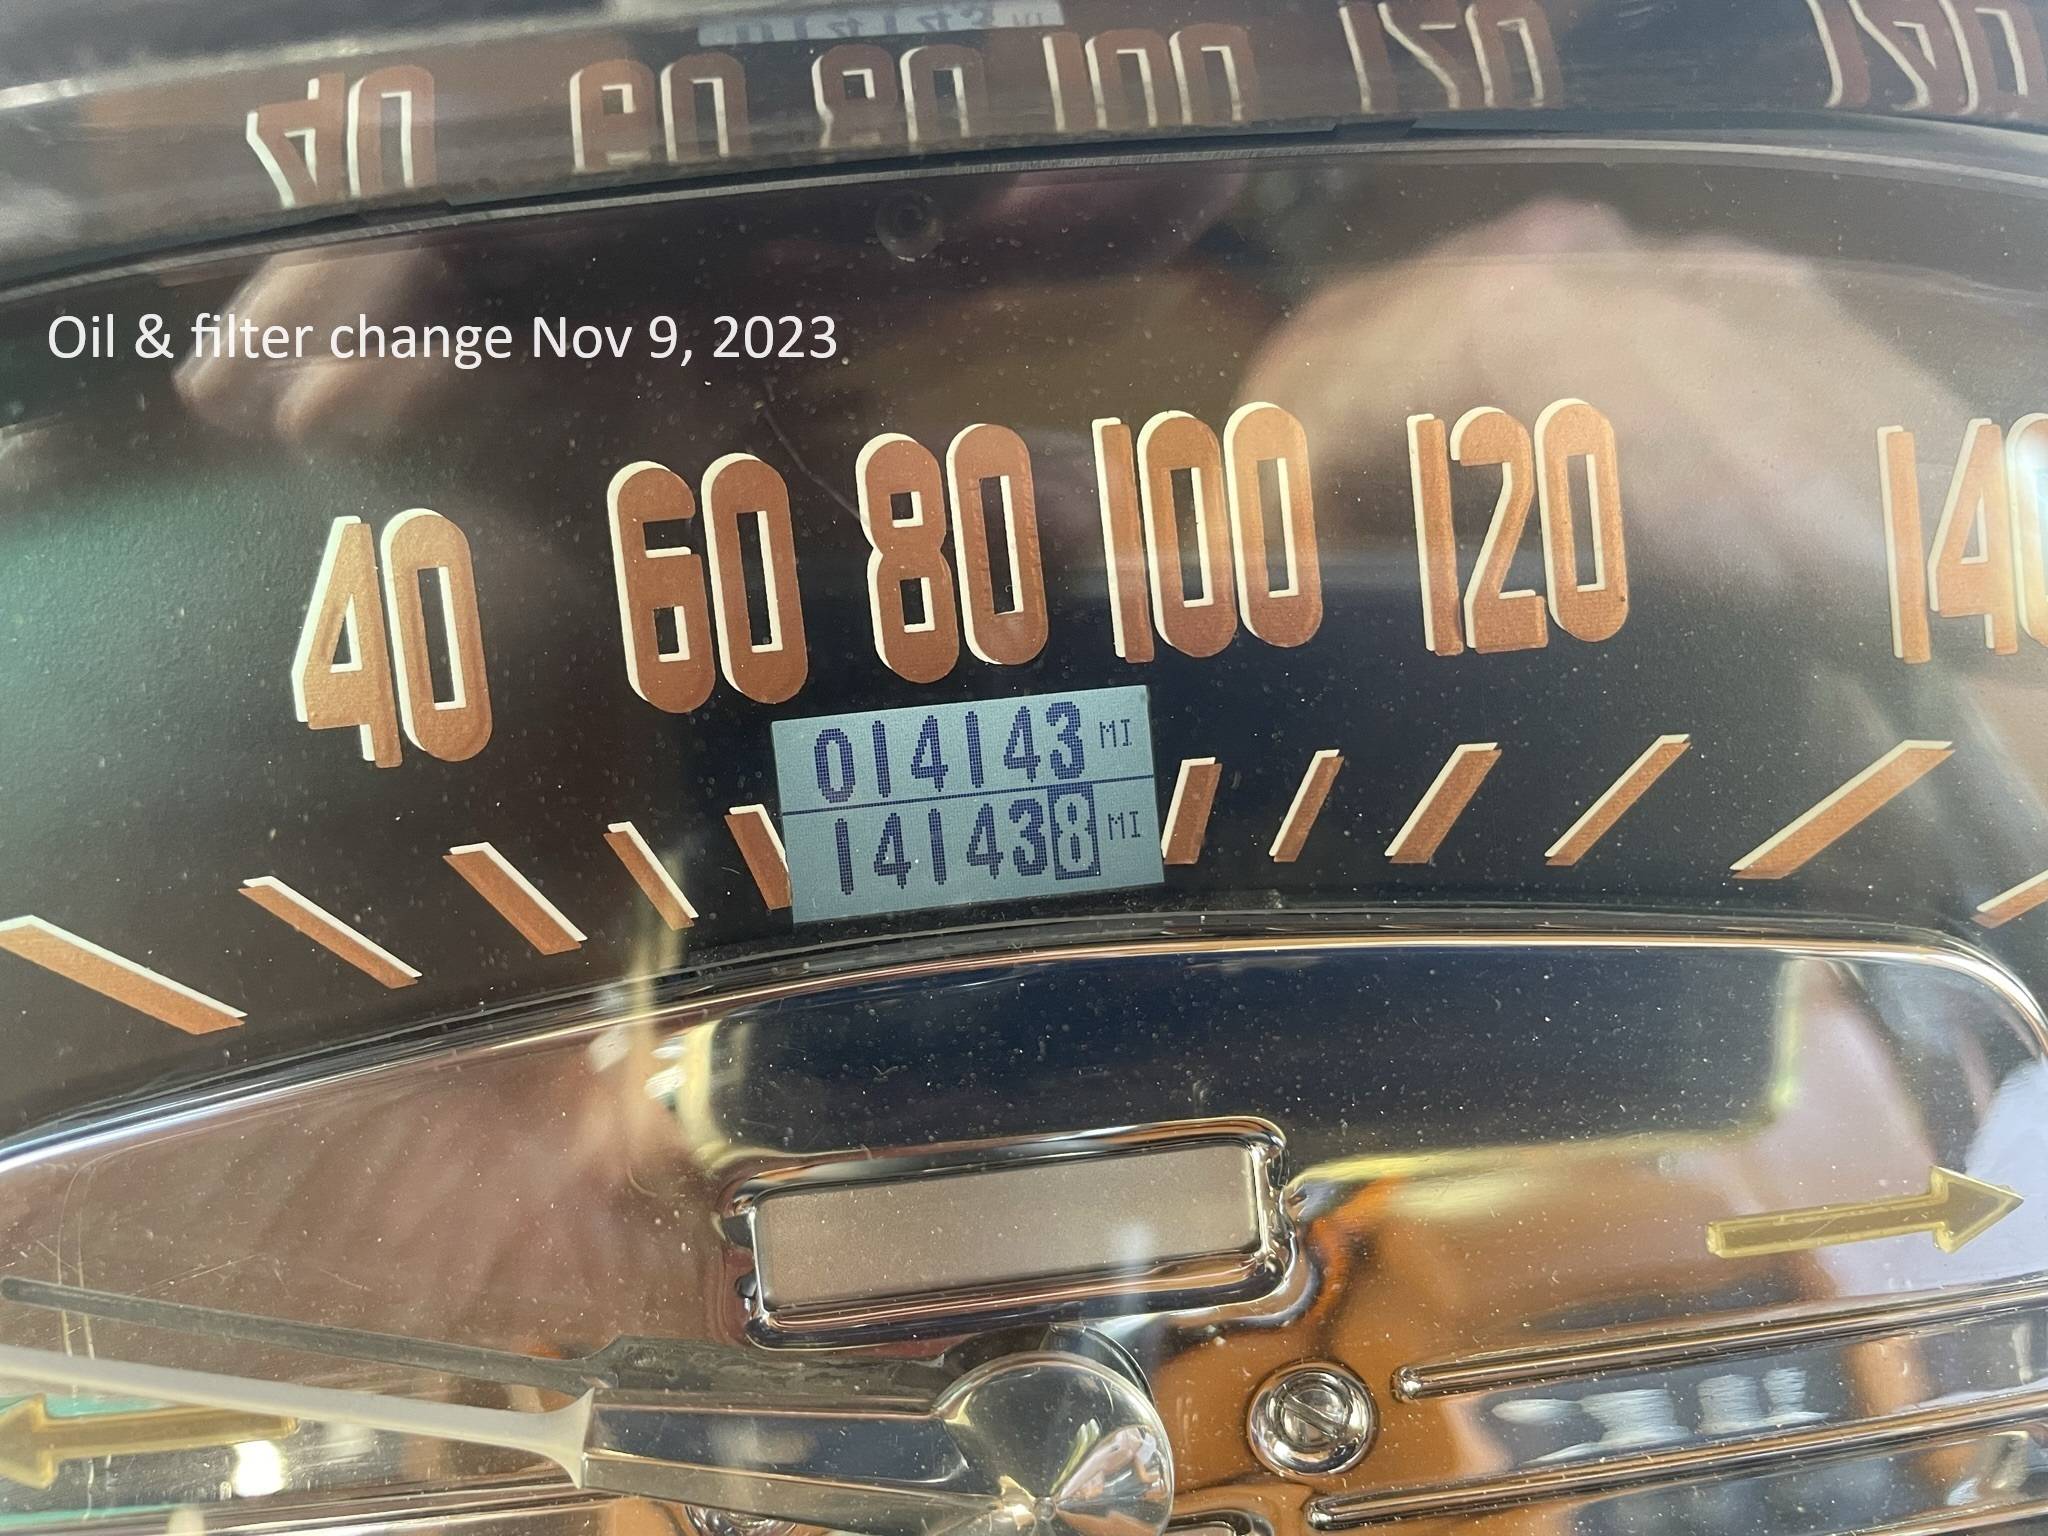 Oil & filter change Nov 9, 2023
40 60 80 100 120 140
014143 MI
141438 MI